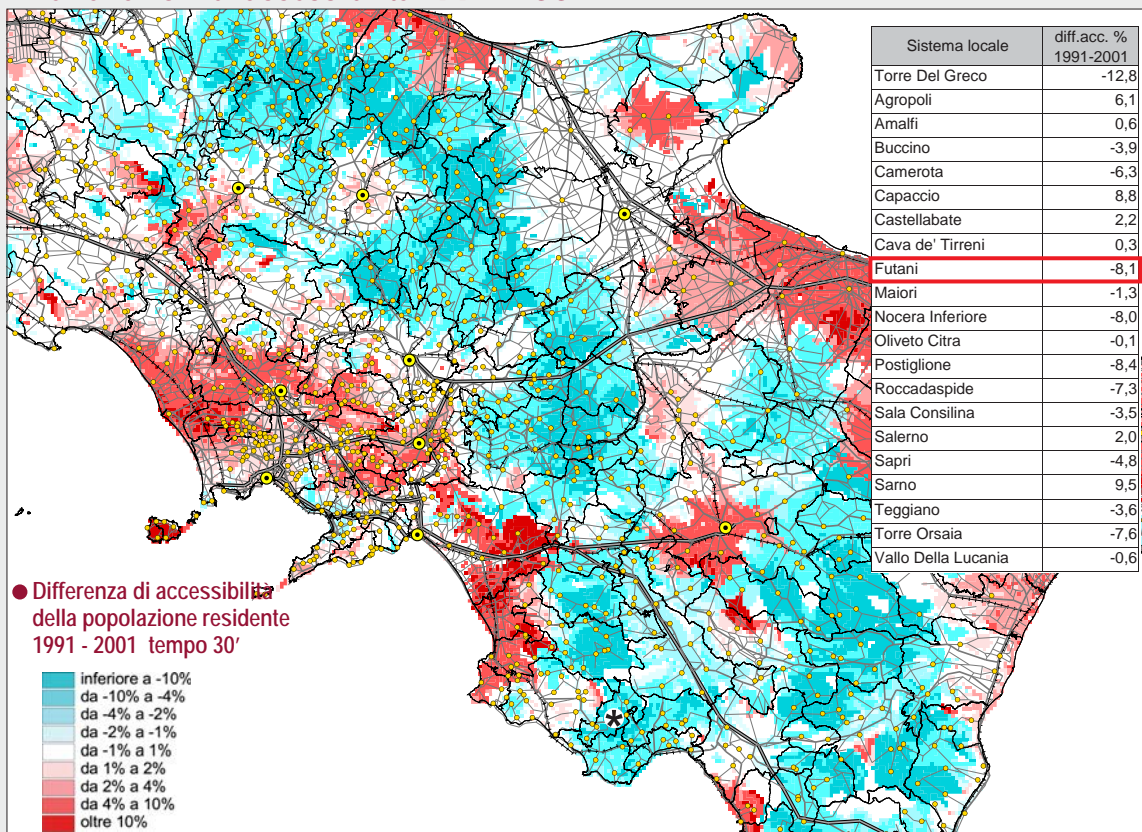 Sistema locale diff.acc. % 1991-2001
Torre Del Greco -12,8
Agropoli 6,1
Amalfi 0,6
Buccino -3,9
Camerota -6,3
Capaccio 8,8
Castellabate 2,2
Cava de' Tirreni 0,3
Futani -8,1
Maiori -1,3
Nocera Inferiore -8,0
Oliveto Citra -0,1
Postiglione -8,4
Roccadaspide -7,3
Sala Consilina -3,5
Salerno 2,0
Sapri -4,8
Sarno 9,5
Teggiano -3,6
Torre Orsaia -7,6
Vallo Della Lucania -0,6
Differenza di accessibilità
della popolazione residente
1991 - 2001 tempo 30'
inferiore a -10%
da -10% a -4%
da -4% a -2%
da -2% a -1%
da -1% a 1%
da 1% a 2%
da 2% a 4%
da 4% a 10%
oltre 10%